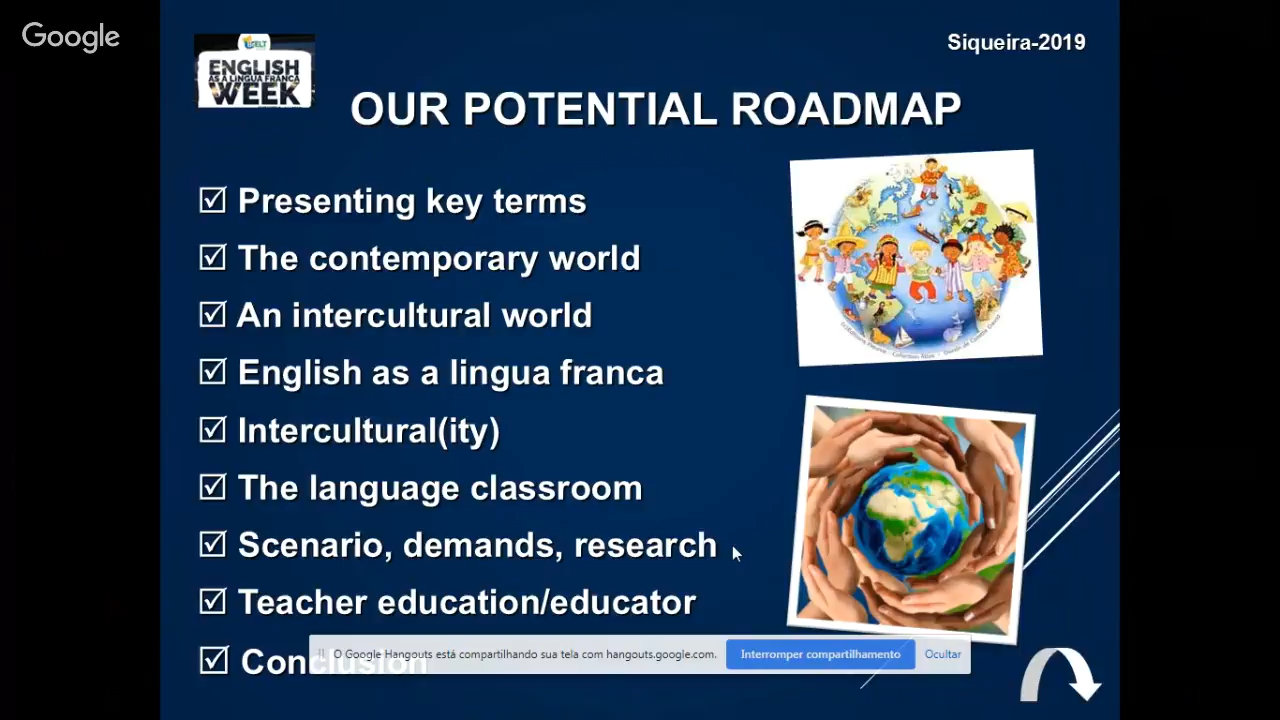 Google
Siqueira-2019
ENGLISH
AS A LINGUA FRANCA
WEEK
OUR POTENTIAL ROADMAP
☑ Presenting key terms
☑ The contemporary world
☑ An intercultural world
☑ English as a lingua franca
☑ Intercultural(ity)
☑ The language classroom
☑ Scenario, demands, research
☑ Teacher education/educator
☑ Conclusion
O Google Hangouts está compartilhando sua tela com hangouts.google.com.
Interromper compartilhamento
Ocultar